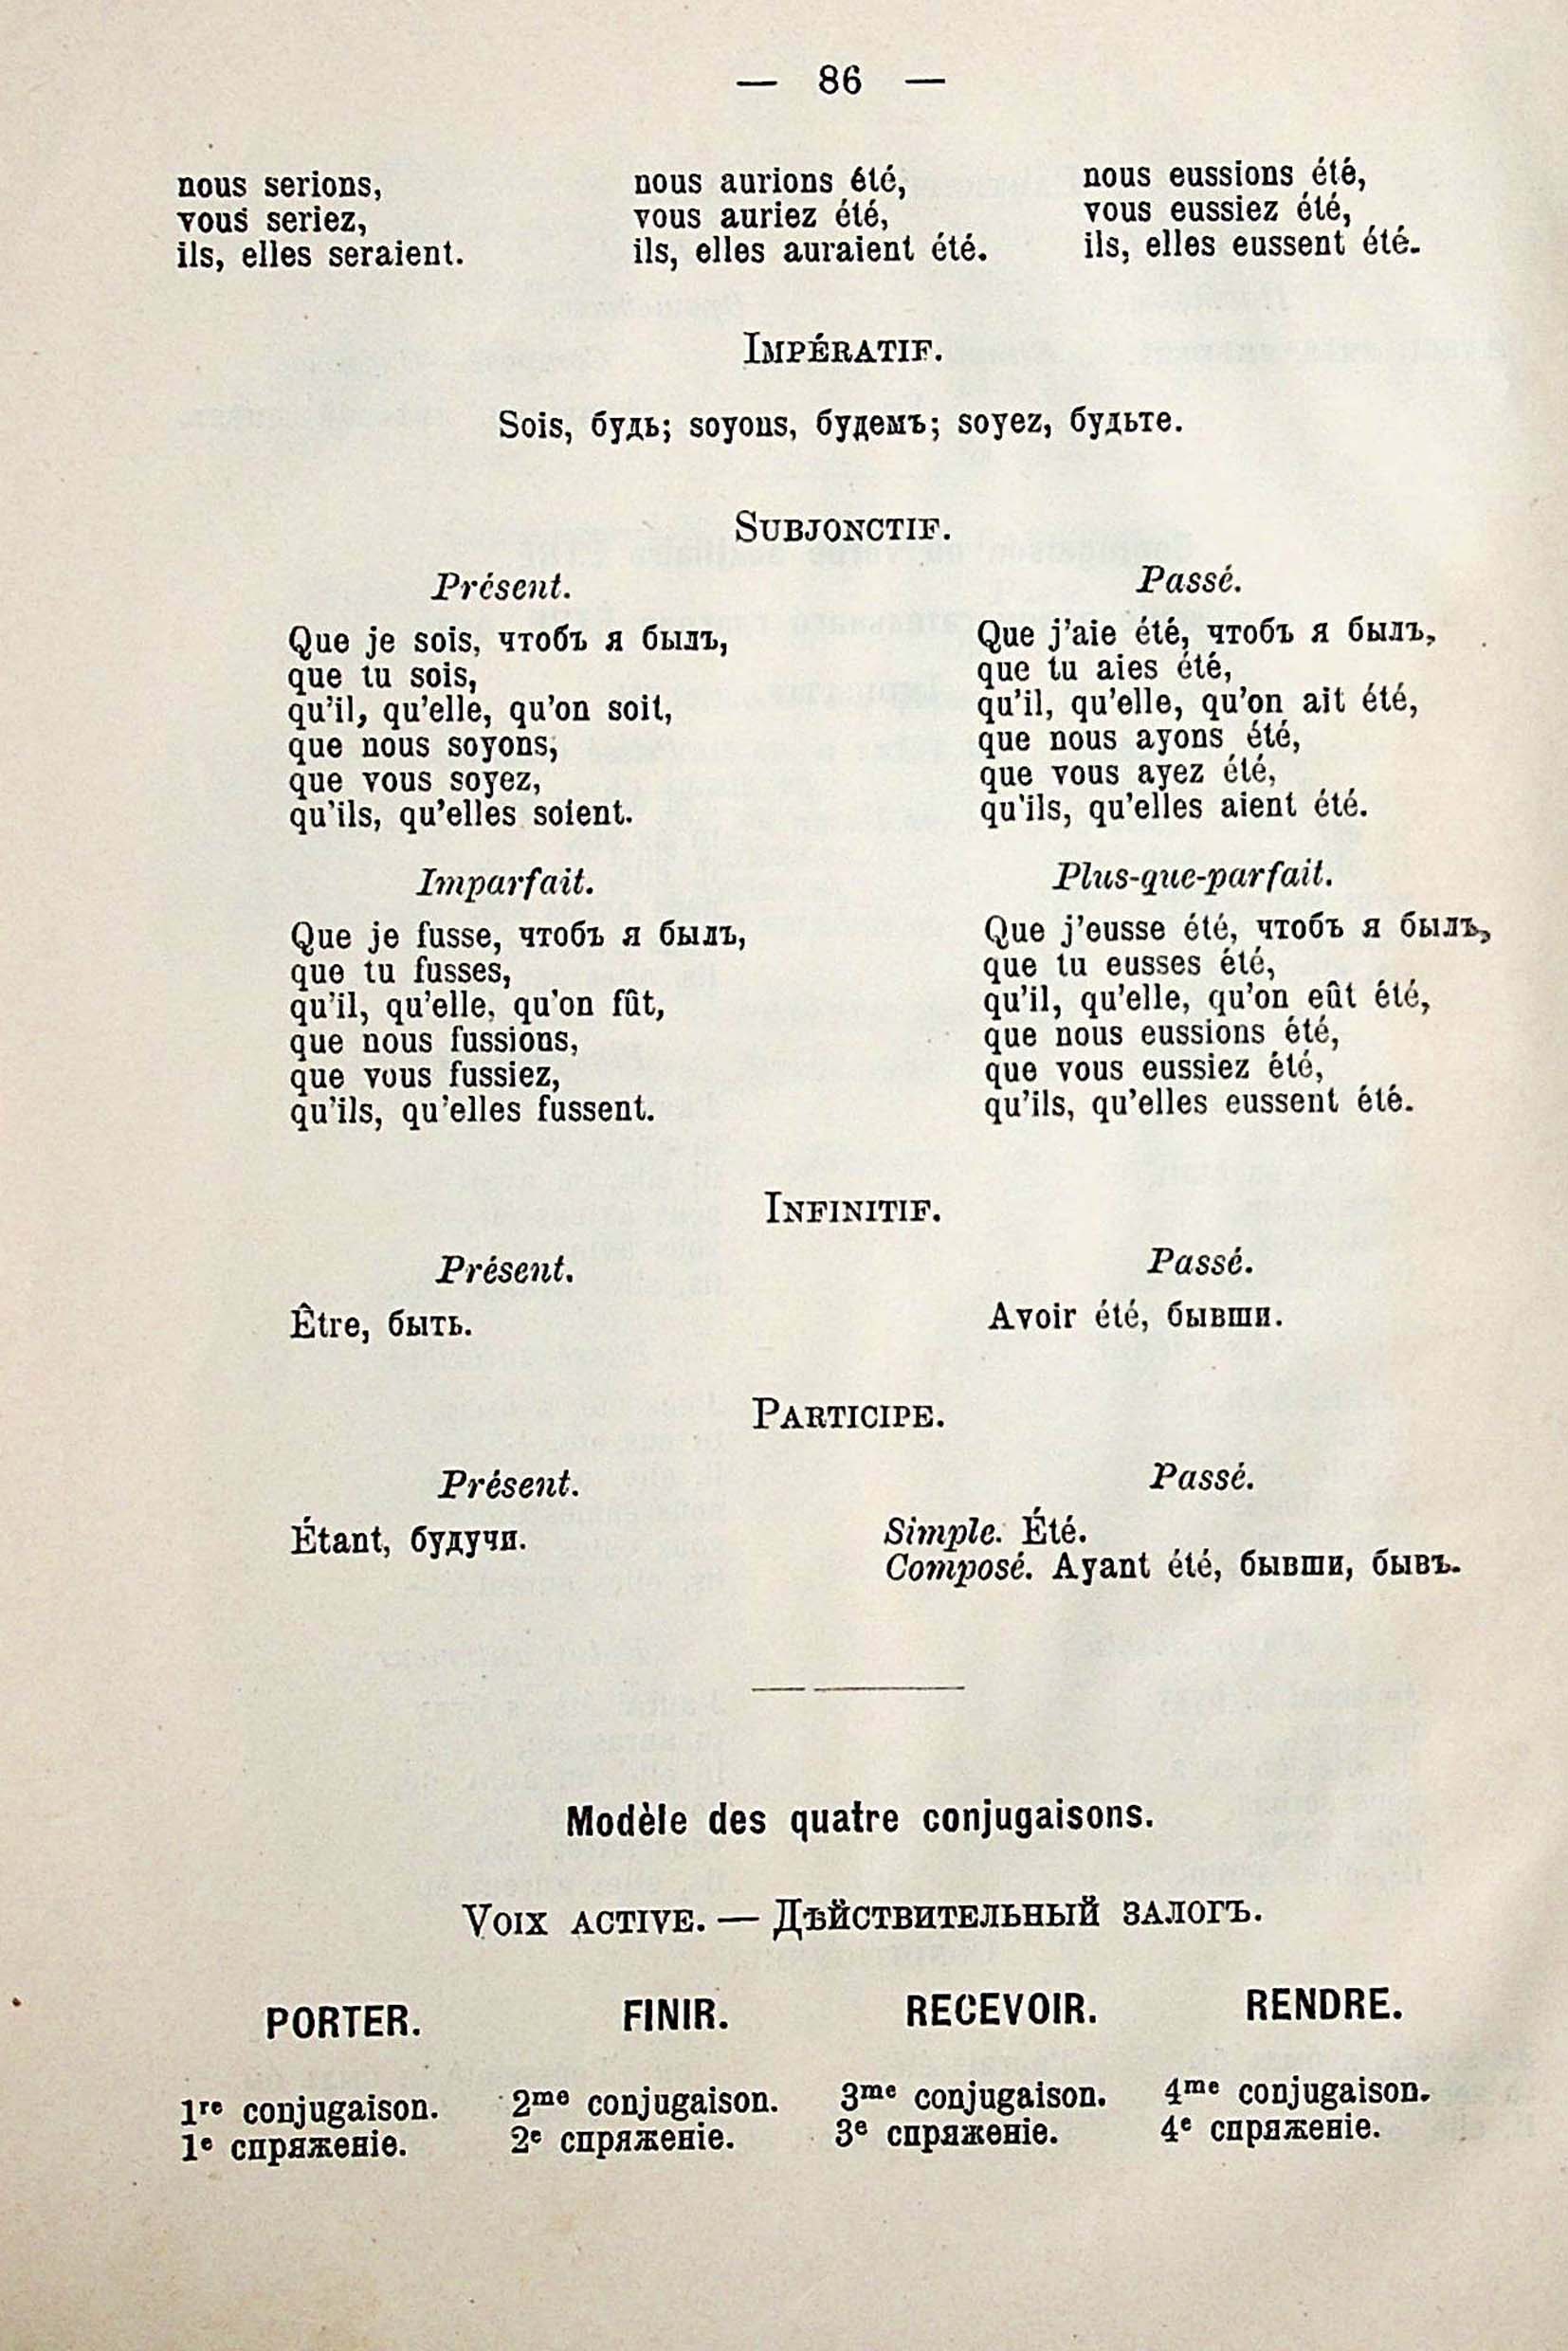 — 86 —
nous serions,
vous seriez,
ils, elles seraient.
nous aurions été,
vous auriez été,
ils, elles auraient été.
nous eussions été,
vous eussiez été,
ils, elles eussent été.
Impératif.
Sois, будь; soyons, будемъ; soyez, будьте.
Subjonctif.
Présent.
Que je sois, чтобъ я былъ,
que tu sois,
qu'il, qu'elle, qu'on soit,
que nous soyons,
que vous soyez,
qu'ils, qu'elles soient.
Passé.
Que j'aie été, чтобъ я былъ,
que tu aies été,
qu'il, qu'elle, qu'on ait été,
que nous ayons été,
que vous ayez été,
qu'ils, qu'elles aient été.
Imparfait.
Que je fusse, чтобъ я былъ,
que tu fusses,
qu'il, qu'elle, qu'on fût,
que nous fussions,
que vous fussiez,
qu'ils, qu'elles fussent.
Plus-que-parfait.
Que j'eusse été, чтобъ я былъ,
que tu eusses été,
qu'il, qu'elle, qu'on eût été,
que nous eussions été,
que vous eussiez été,
qu'ils, qu'elles eussent été.
Infinitif.
Présent.
Être, быть.
Passé.
Avoir été, бывши.
Participe.
Présent.
Étant, будучи.
Passé.
Simple. Été.
Composé. Ayant été, бывши, бывъ.
Modèle des quatre conjugaisons.
Voix active. — Дѣйствительный залогъ.
PORTER. FINIR. RECEVOIR. RENDRE.
1re conjugaison. 2me conjugaison. 3me conjugaison. 4me conjugaison.
1е спряженіе. 2е спряженіе. 3е спряженіе. 4е спряженіе.